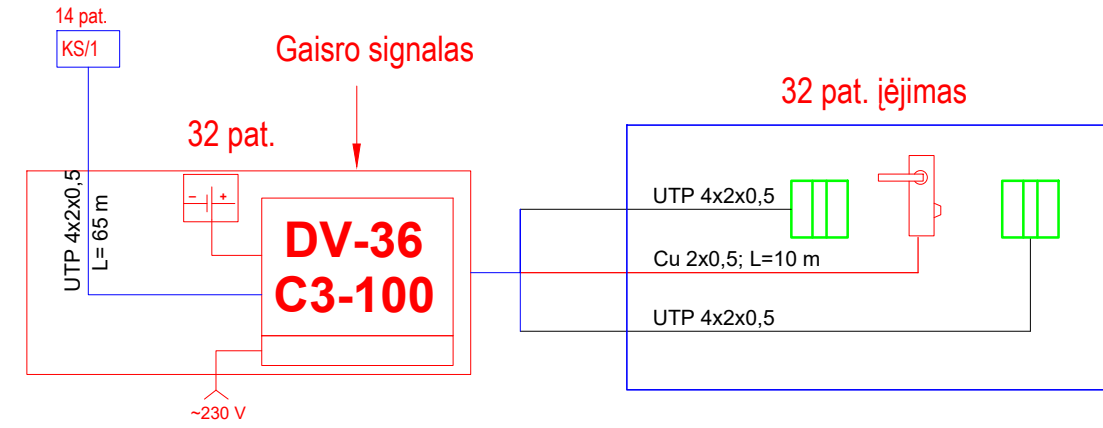 14 pat.
KS/1
Gaisro signalas
32 pat. įėjimas
32 pat.
UTP 4x2x0,5
L= 65 m
- +
DV-36
C3-100
UTP 4x2x0,5
Cu 2x0,5; L=10 m
UTP 4x2x0,5
~230 V